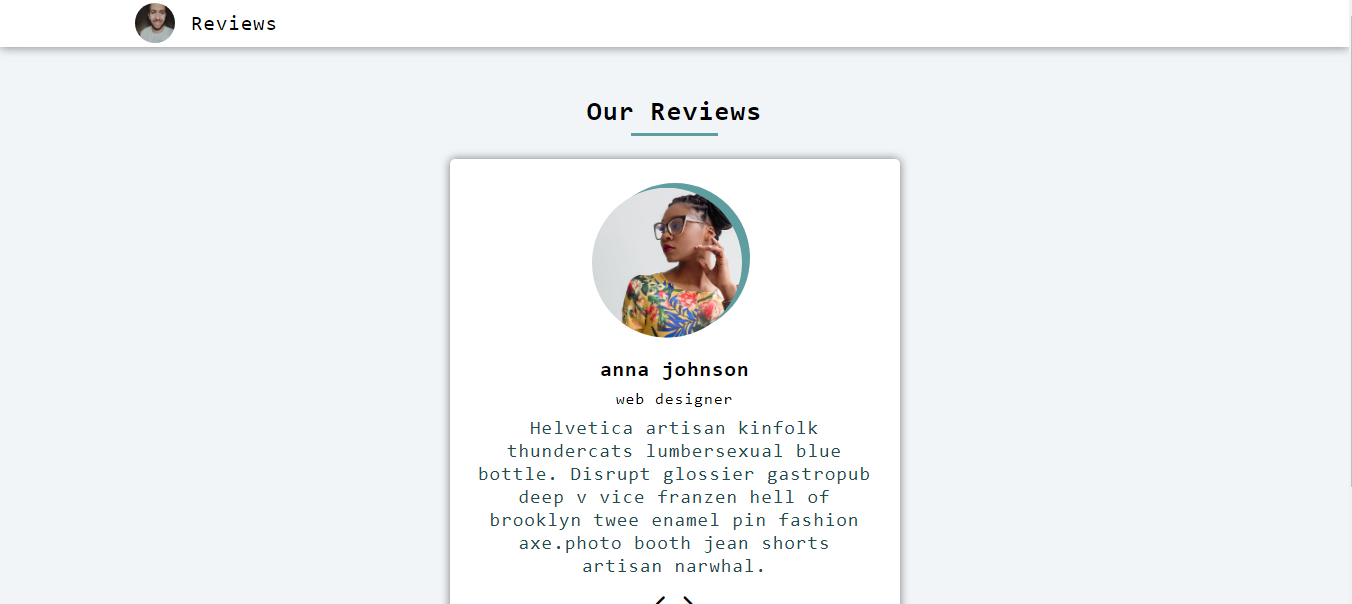 Reviews
Our Reviews
anna johnson
web designer
Helvetica artisan kinfolk
thundercats lumbersexual blue
bottle. Disrupt glossier gastropub
deep v vice franzen hell of
brooklyn twee enamel pin fashion
axe.photo booth jean shorts
artisan narwhal.